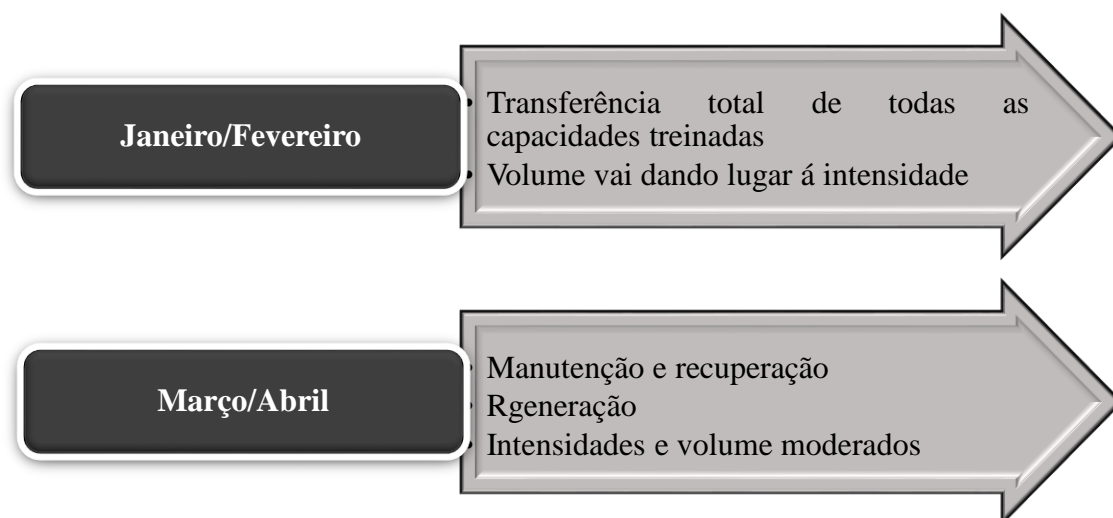 Janeiro/Fevereiro
• Transferência total de todas as
capacidades treinadas
• Volume vai dando lugar á intensidade
Março/Abril
• Manutenção e recuperação
• Rgeneração
• Intensidades e volume moderados